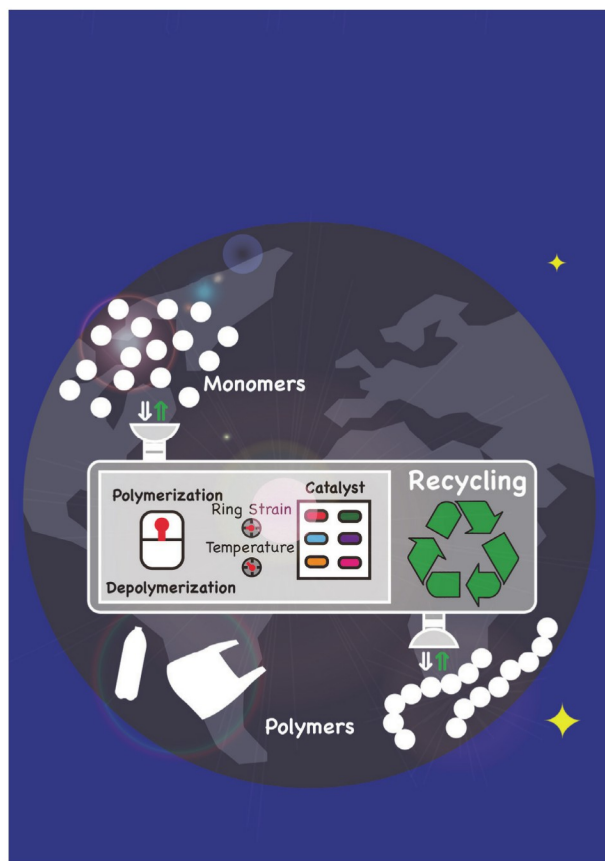 Monomers
Recycling
Polymerization
Catalyst
Ring Strain
Temperature
Depolymerization
Polymers